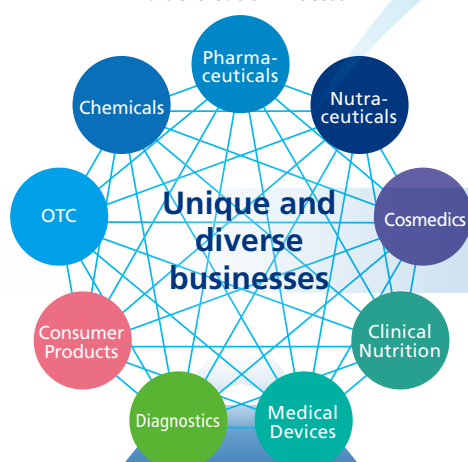 Pharma-
ceuticals
Chemicals
Nutra-
ceuticals
OTC
Unique and
diverse
businesses
Cosmedics
Consumer
Products
Clinical
Nutrition
Diagnostics
Medical
Devices